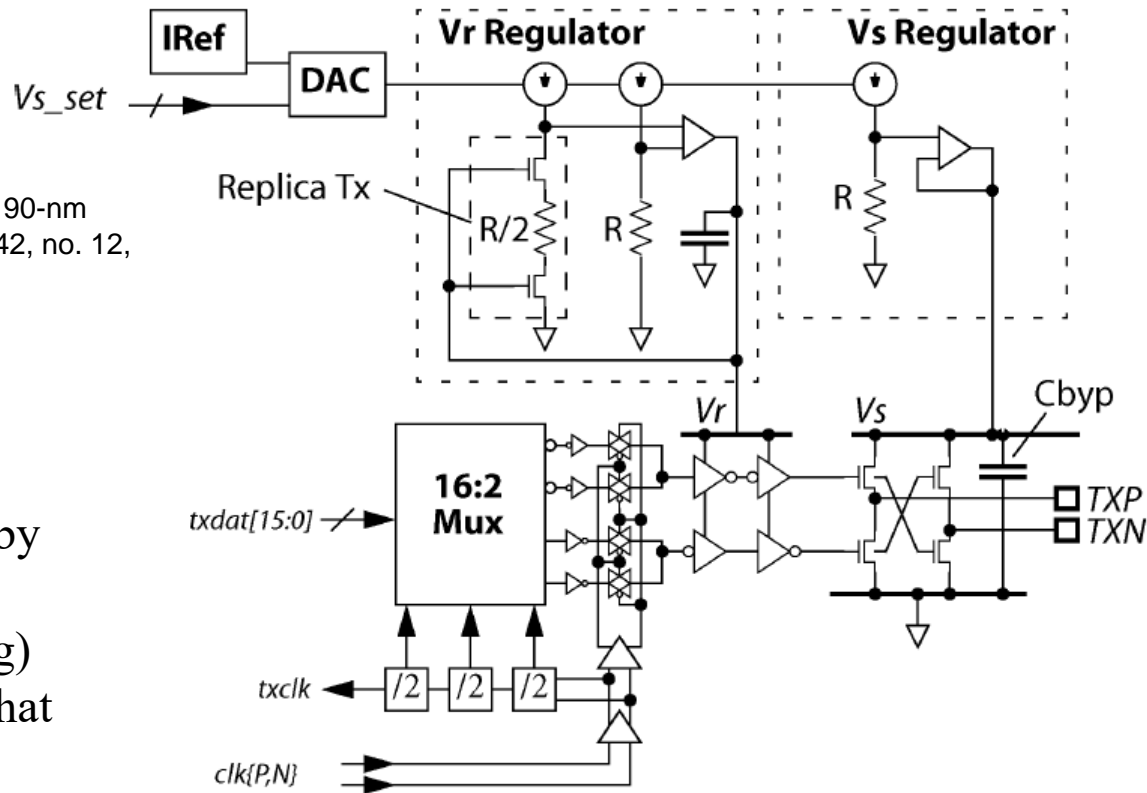 IRef
Vr Regulator
Vs Regulator
Vs_set
DAC
90-nm
42, no. 12,
Replica Tx
R/2
R
R
Vr
Vs
Cbyp
16:2
Mux
txdat[15:0]
TXP
TXN
by
g)
hat
txclk
/2
/2
/2
clk{P,N}